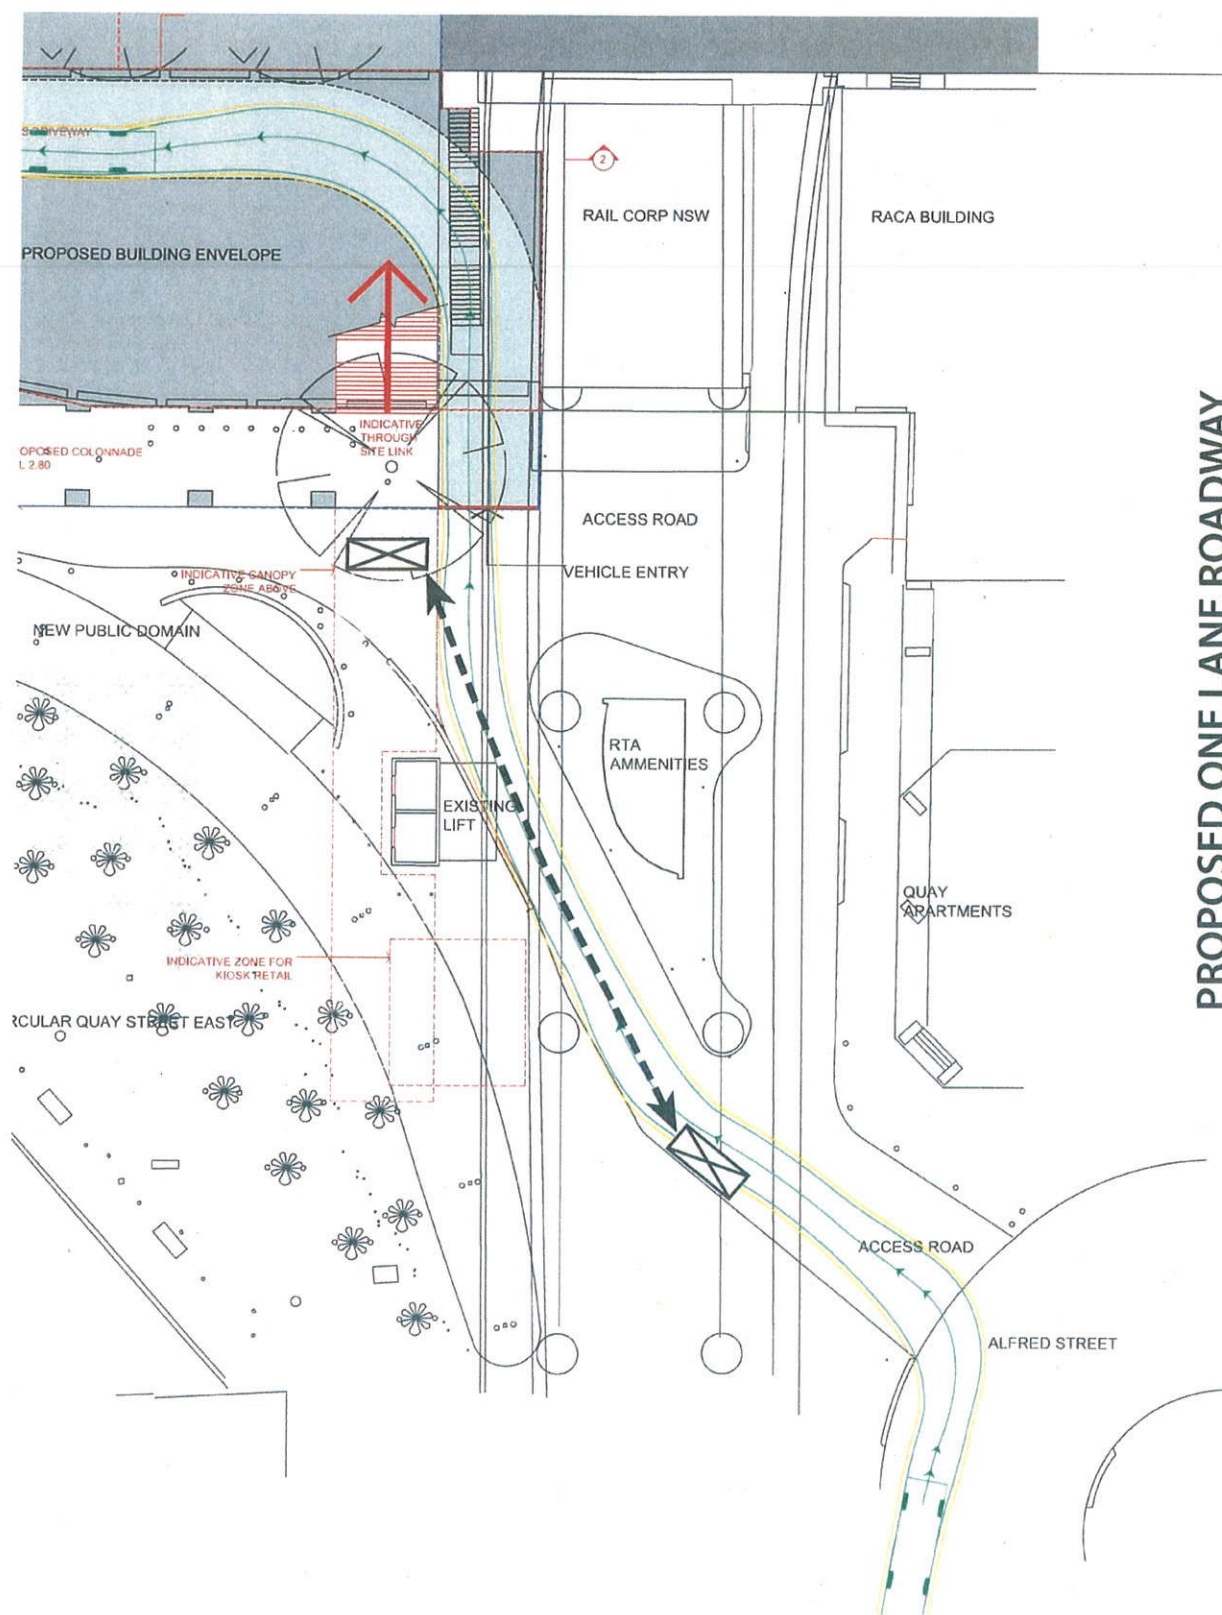 S DRIVEWAY
2
RAIL CORP NSW
RACA BUILDING
PROPOSED BUILDING ENVELOPE
INDICATIVE
THROUGH
SITE LINK
OPOSED COLONNADE
L 2.80
ACCESS ROAD
VEHICLE ENTRY
INDICATIVE CANOPY
ZONE ABOVE
NEW PUBLIC DOMAIN
RTA
AMMENITIES
EXISTING
LIFT
QUAY
APARTMENTS
INDICATIVE ZONE FOR
KIOSK RETAIL
RCULAR QUAY STREET EAST
ACCESS ROAD
ALFRED STREET
PROPOSED ONE LANE ROADWAY